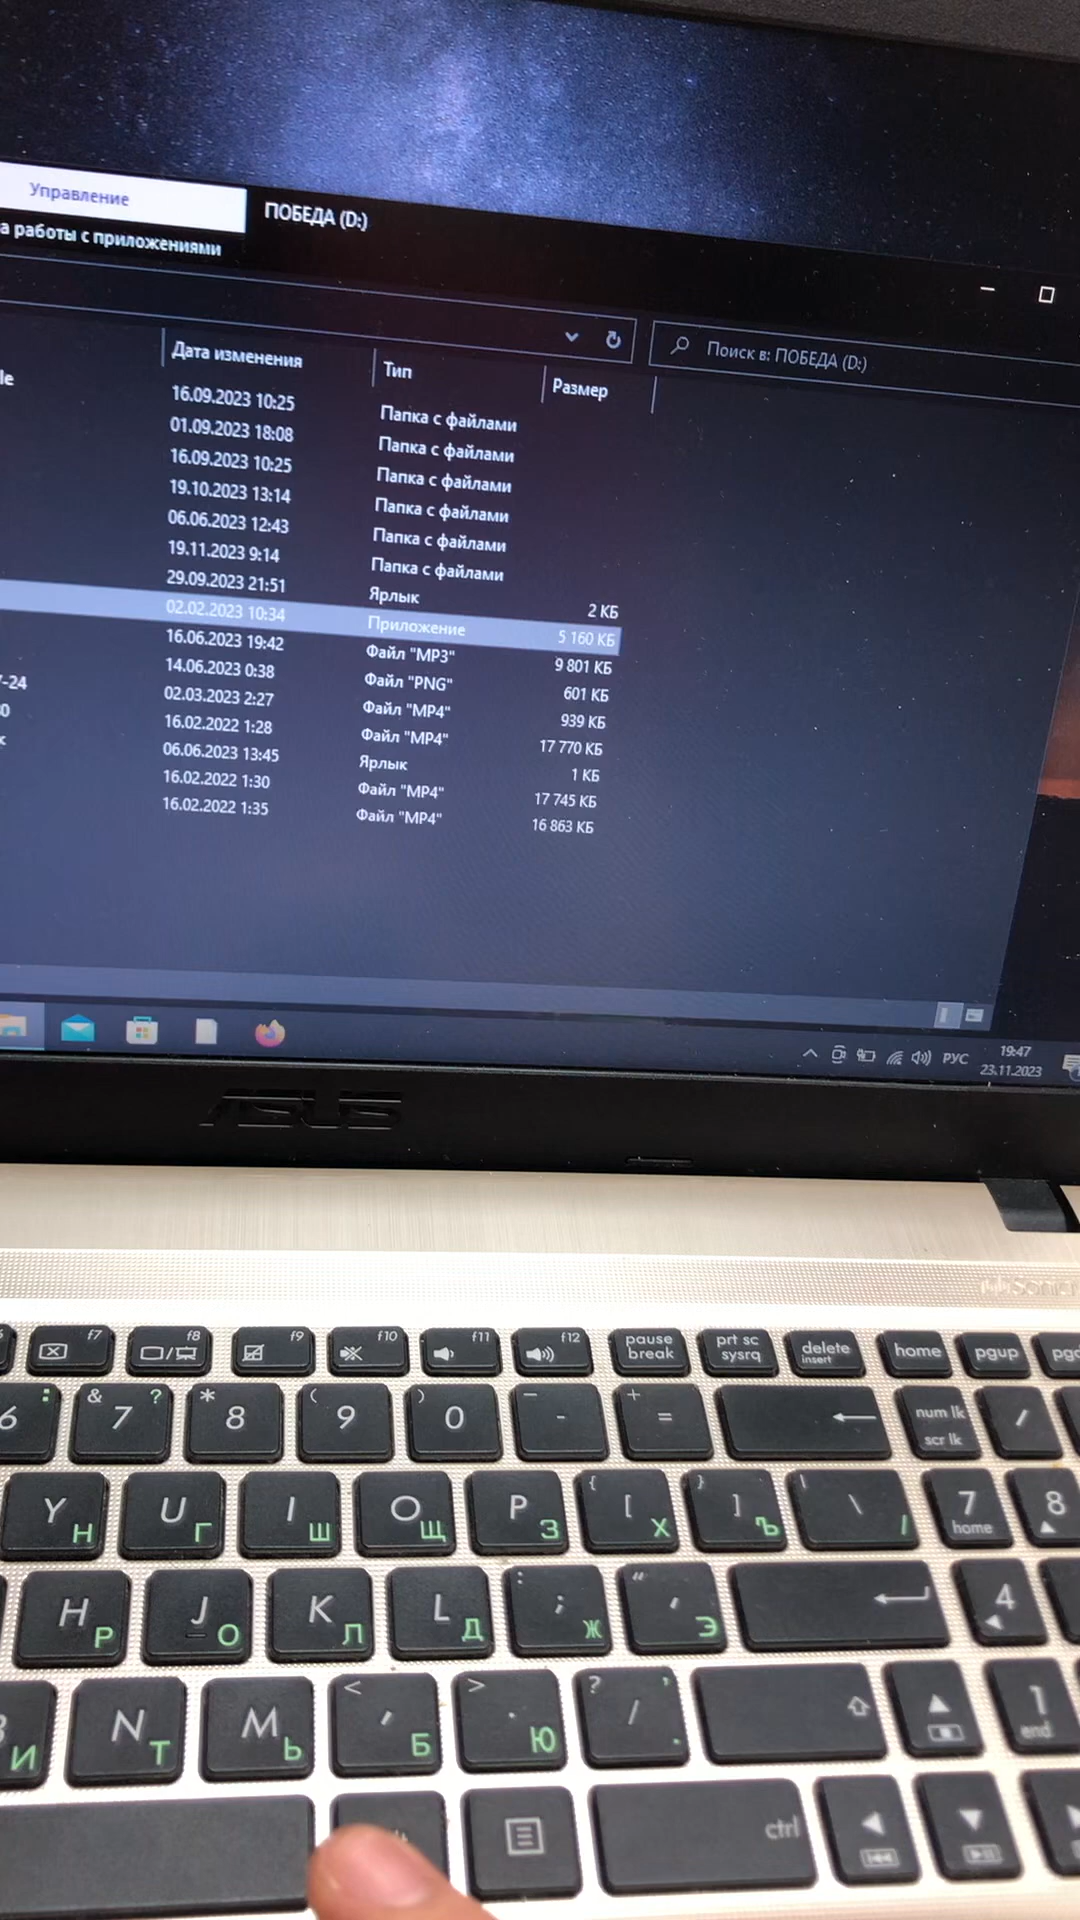 Управление
ПОБЕДА (D:)
а работы с приложениями
Поиск в: ПОБЕДА (D:)
Дата изменения Тип Размер
le 16.09.2023 10:25 Папка с файлами
01.09.2023 18:08 Папка с файлами
16.09.2023 10:25 Папка с файлами
19.10.2023 13:14 Папка с файлами
06.06.2023 12:43 Папка с файлами
19.11.2023 9:14 Папка с файлами
29.09.2023 21:51 Ярлык 2 КБ
02.02.2023 10:34 Приложение 5 160 КБ
16.06.2023 19:42 Файл "MP3" 9 801 КБ
14.06.2023 0:38 Файл "PNG" 601 КБ
-24 02.03.2023 2:27 Файл "MP4" 939 КБ
0 16.02.2022 1:28 Файл "MP4" 17 770 КБ
к 06.06.2023 13:45 Ярлык 1 КБ
16.02.2022 1:30 Файл "MP4" 17 745 КБ
16.02.2022 1:35 Файл "MP4" 16 863 КБ
РУС 19:47
23.11.2023
ASUS
f7 f8 f9 f10 f11 f12 pause break prt sc sysrq delete insert home pgup pg
6 : & 7 ? * 8 ( 9 ) 0 _ - + = num lk scr lk /
Y Н U Г I Ш O Щ P З { [ Х } ] Ъ | \ / 7 home 8
H Р J О K Л L Д : ; Ж " ' Э 4
И N Т M Ь < , Б > . Ю ? / , . 1 end
ctrl